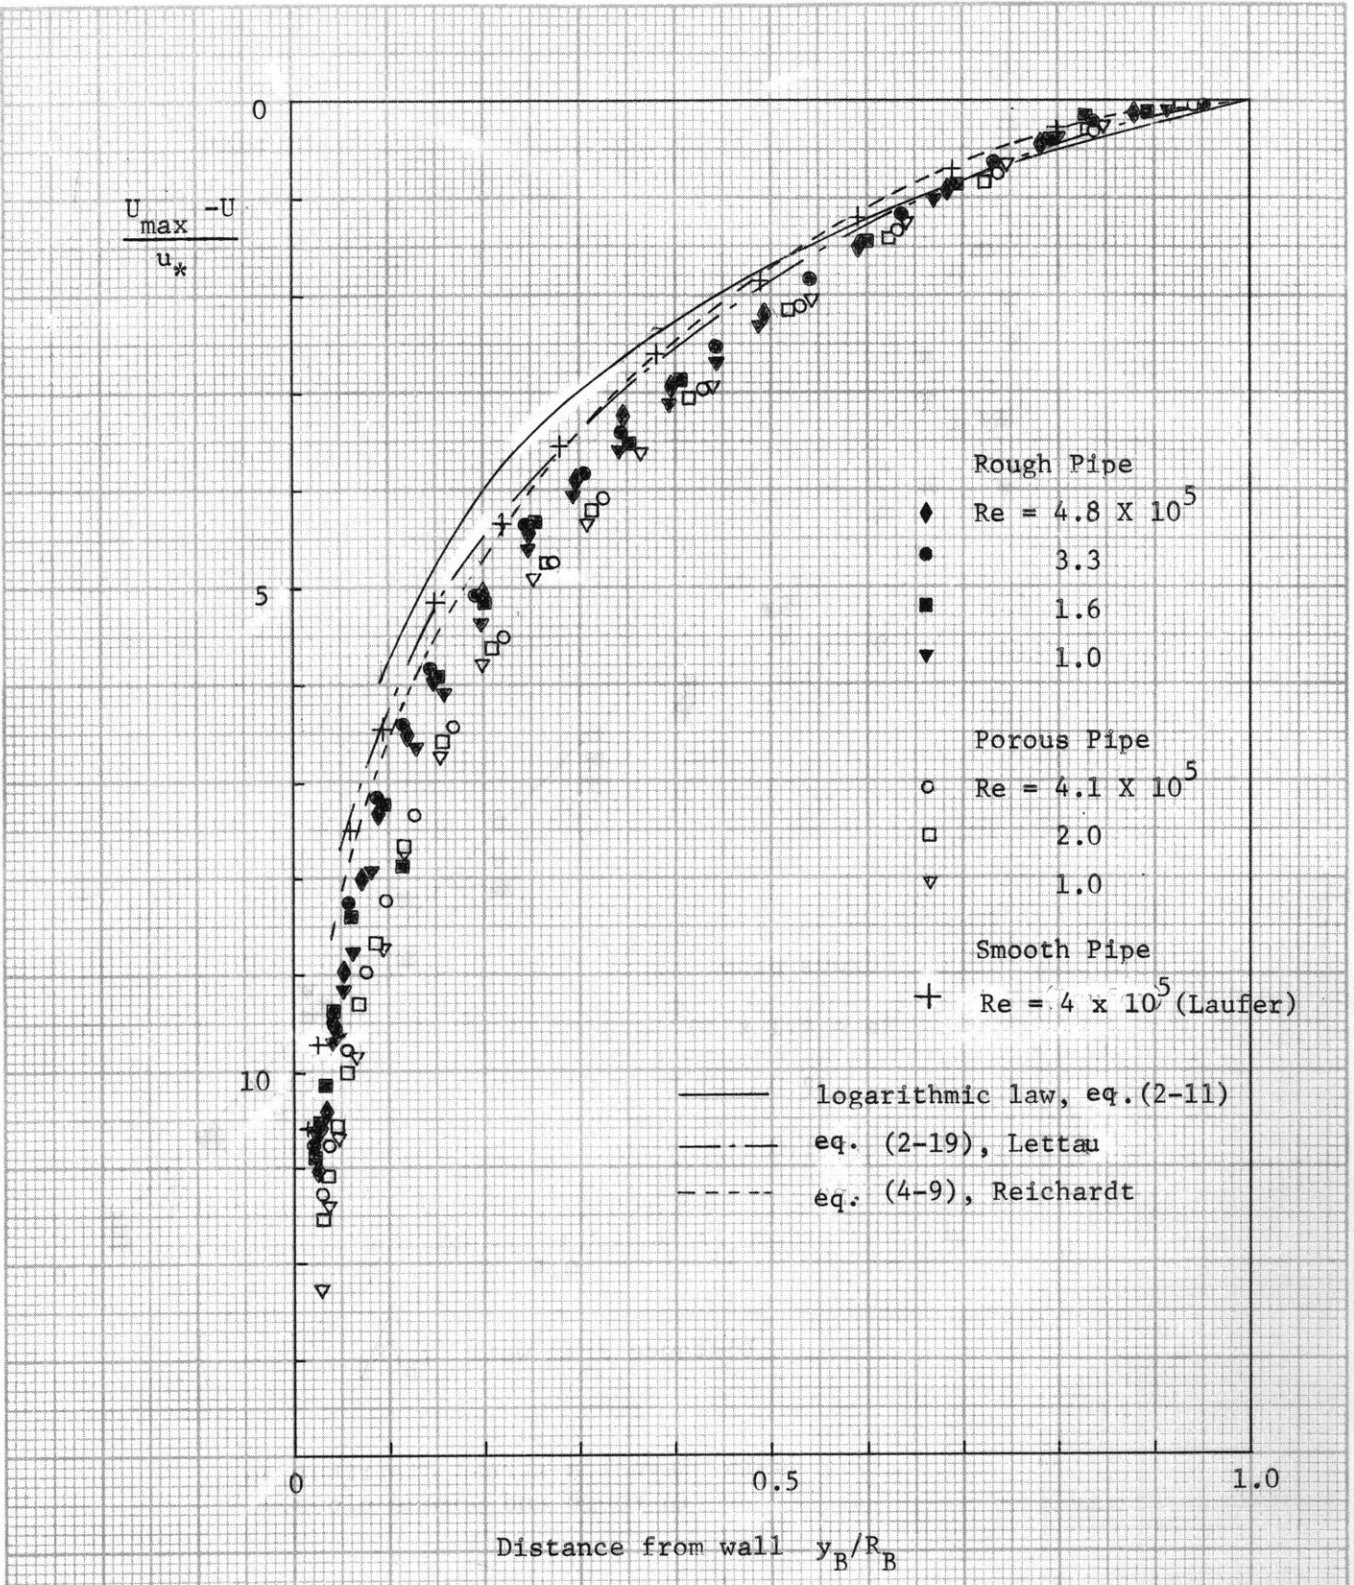 0
U_max -U
u_*
Rough Pipe
Re = 4.8 X 10^5
3.3
1.6
1.0
5
Porous Pipe
Re = 4.1 X 10^5
2.0
1.0
Smooth Pipe
Re = 4 x 10^5 (Laufer)
10
logarithmic law, eq.(2-11)
eq. (2-19), Lettau
eq. (4-9), Reichardt
0 0.5 1.0
Distance from wall y_B/R_B